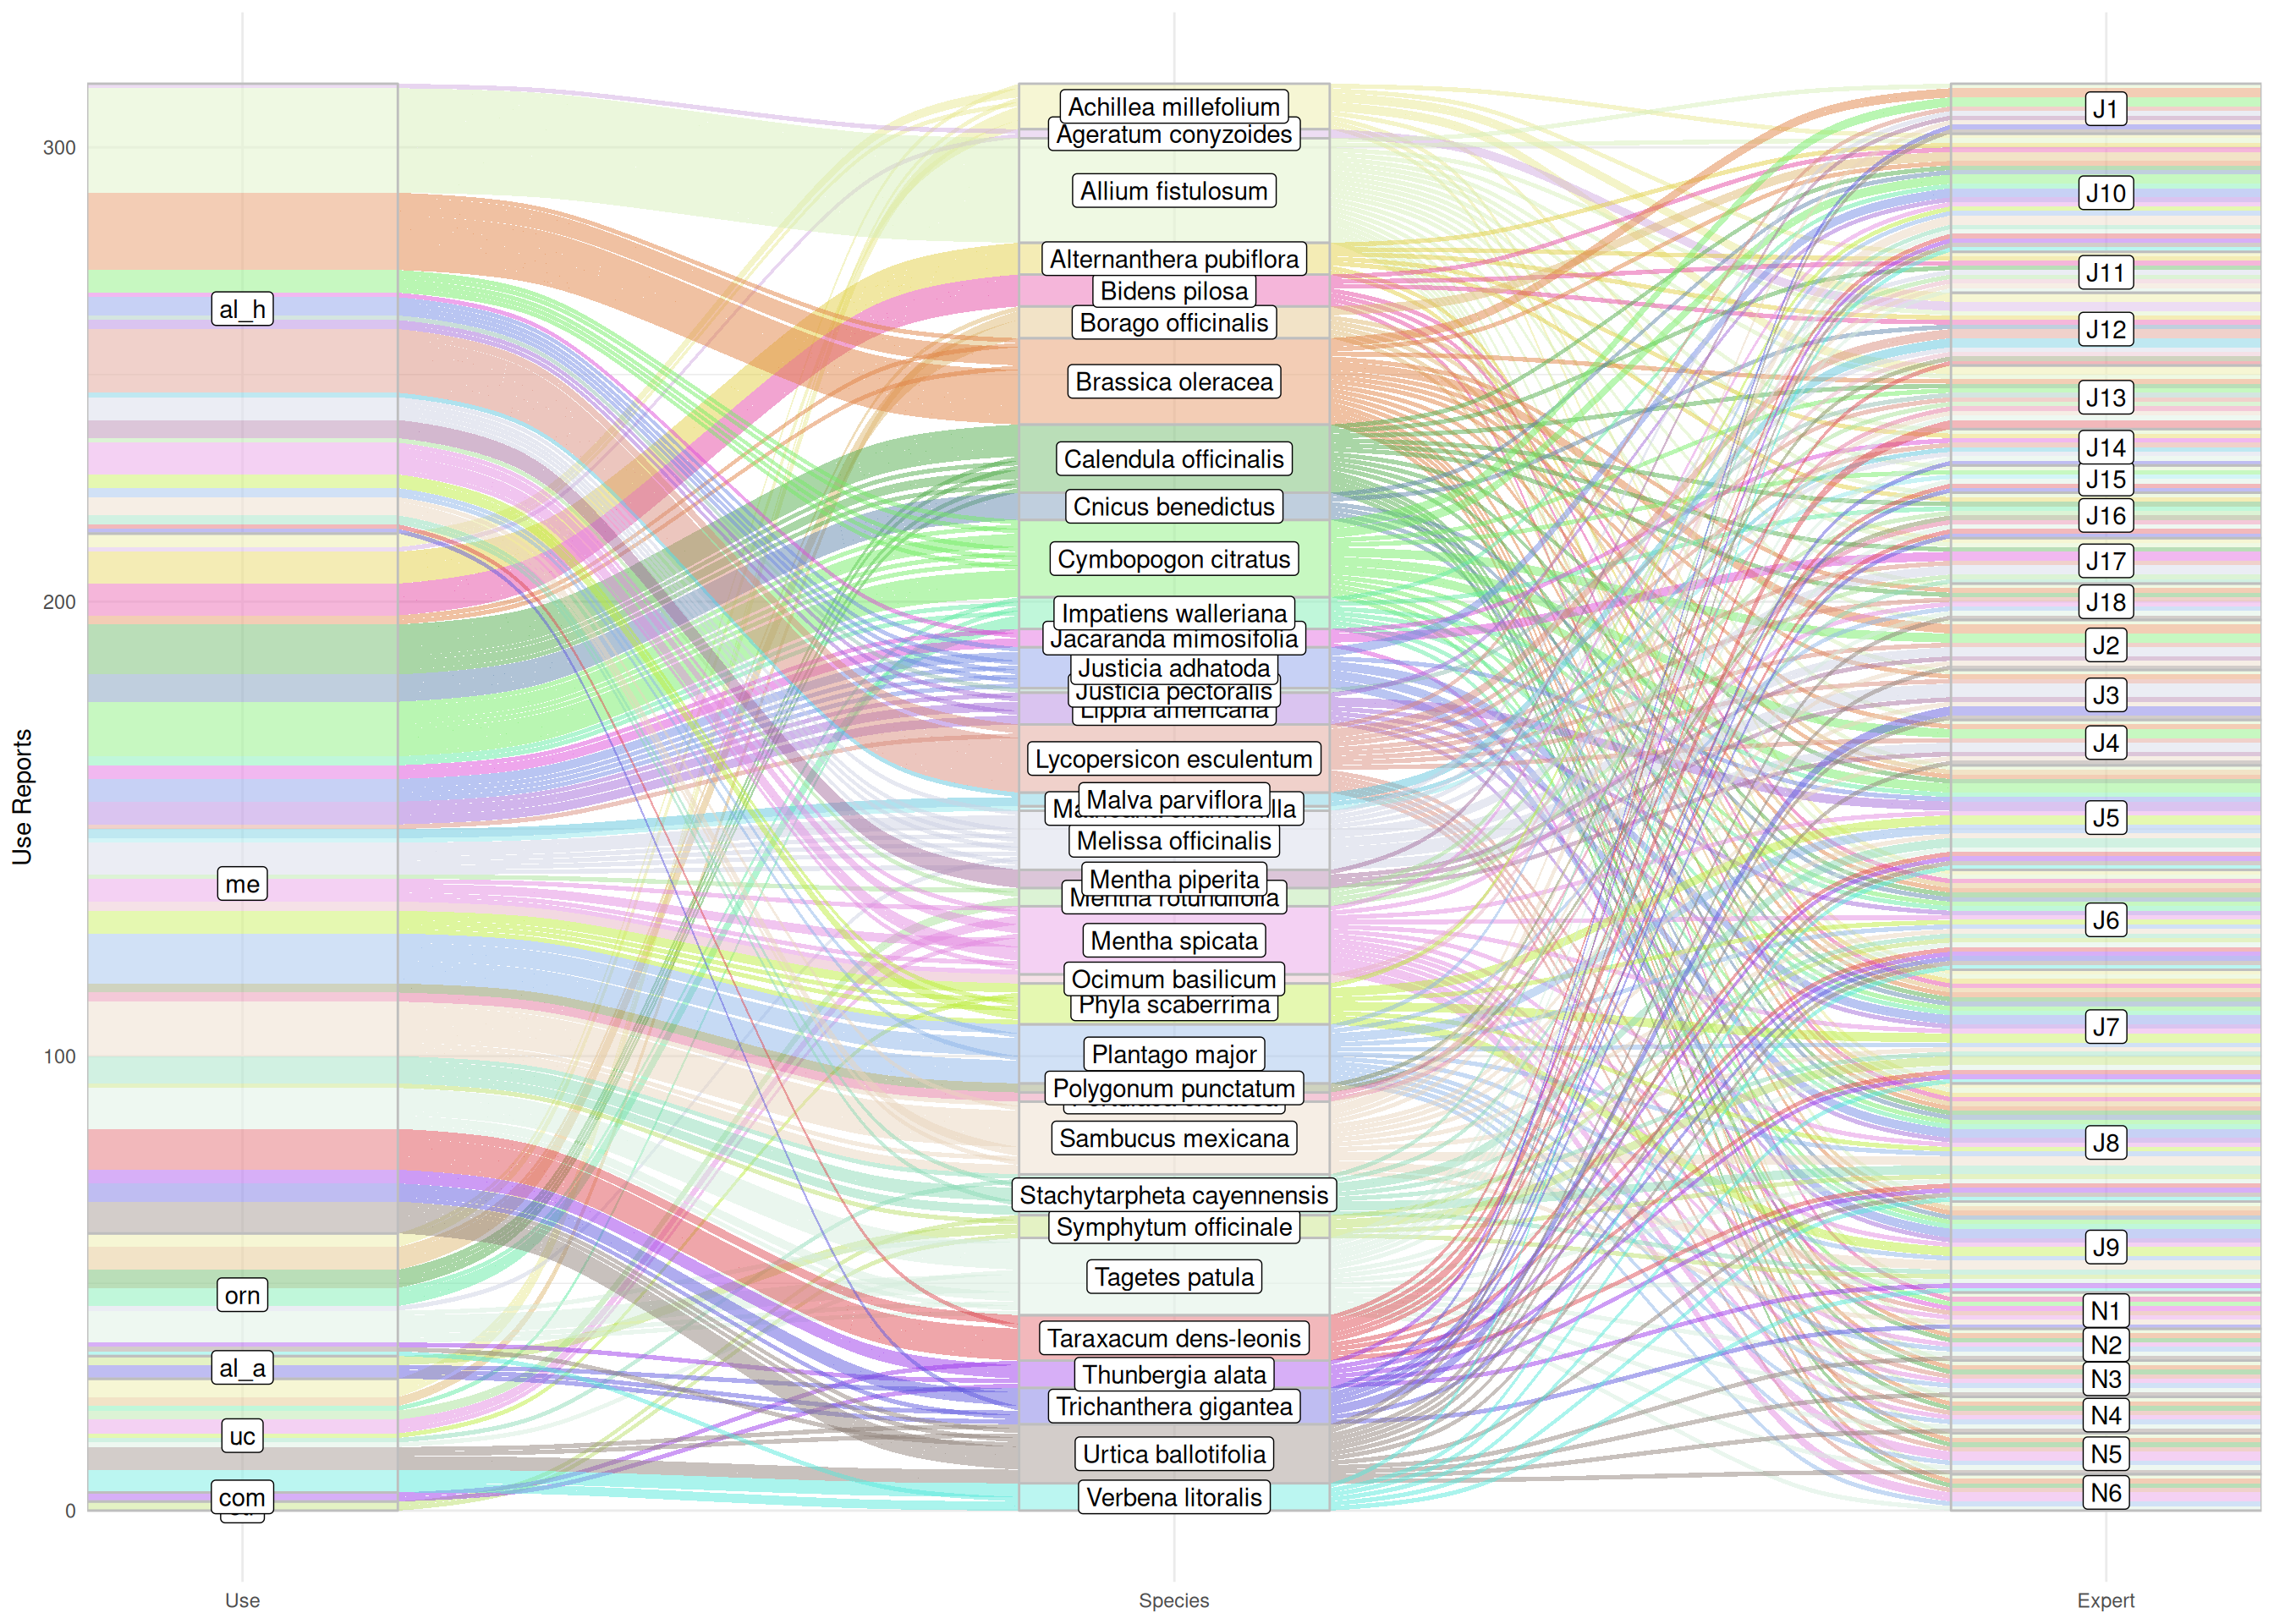 Use Reports
300
200
100
0
al_h
me
orn
al_a
uc
com
Achillea millefolium
Ageratum conyzoides
Allium fistulosum
Alternanthera pubiflora
Bidens pilosa
Borago officinalis
Brassica oleracea
Calendula officinalis
Cnicus benedictus
Cymbopogon citratus
Impatiens walleriana
Jacaranda mimosifolia
Justicia adhatoda
Justicia pectoralis
Lippia americana
Lycopersicon esculentum
Malva parviflora
Melissa officinalis
Mentha piperita
Mentha rotundifolia
Mentha spicata
Ocimum basilicum
Phyla scaberrima
Plantago major
Polygonum punctatum
Sambucus mexicana
Stachytarpheta cayennensis
Symphytum officinale
Tagetes patula
Taraxacum dens-leonis
Thunbergia alata
Trichanthera gigantea
Urtica ballotifolia
Verbena litoralis
J1
J10
J11
J12
J13
J14
J15
J16
J17
J18
J2
J3
J4
J5
J6
J7
J8
J9
N1
N2
N3
N4
N5
N6
Use
Species
Expert